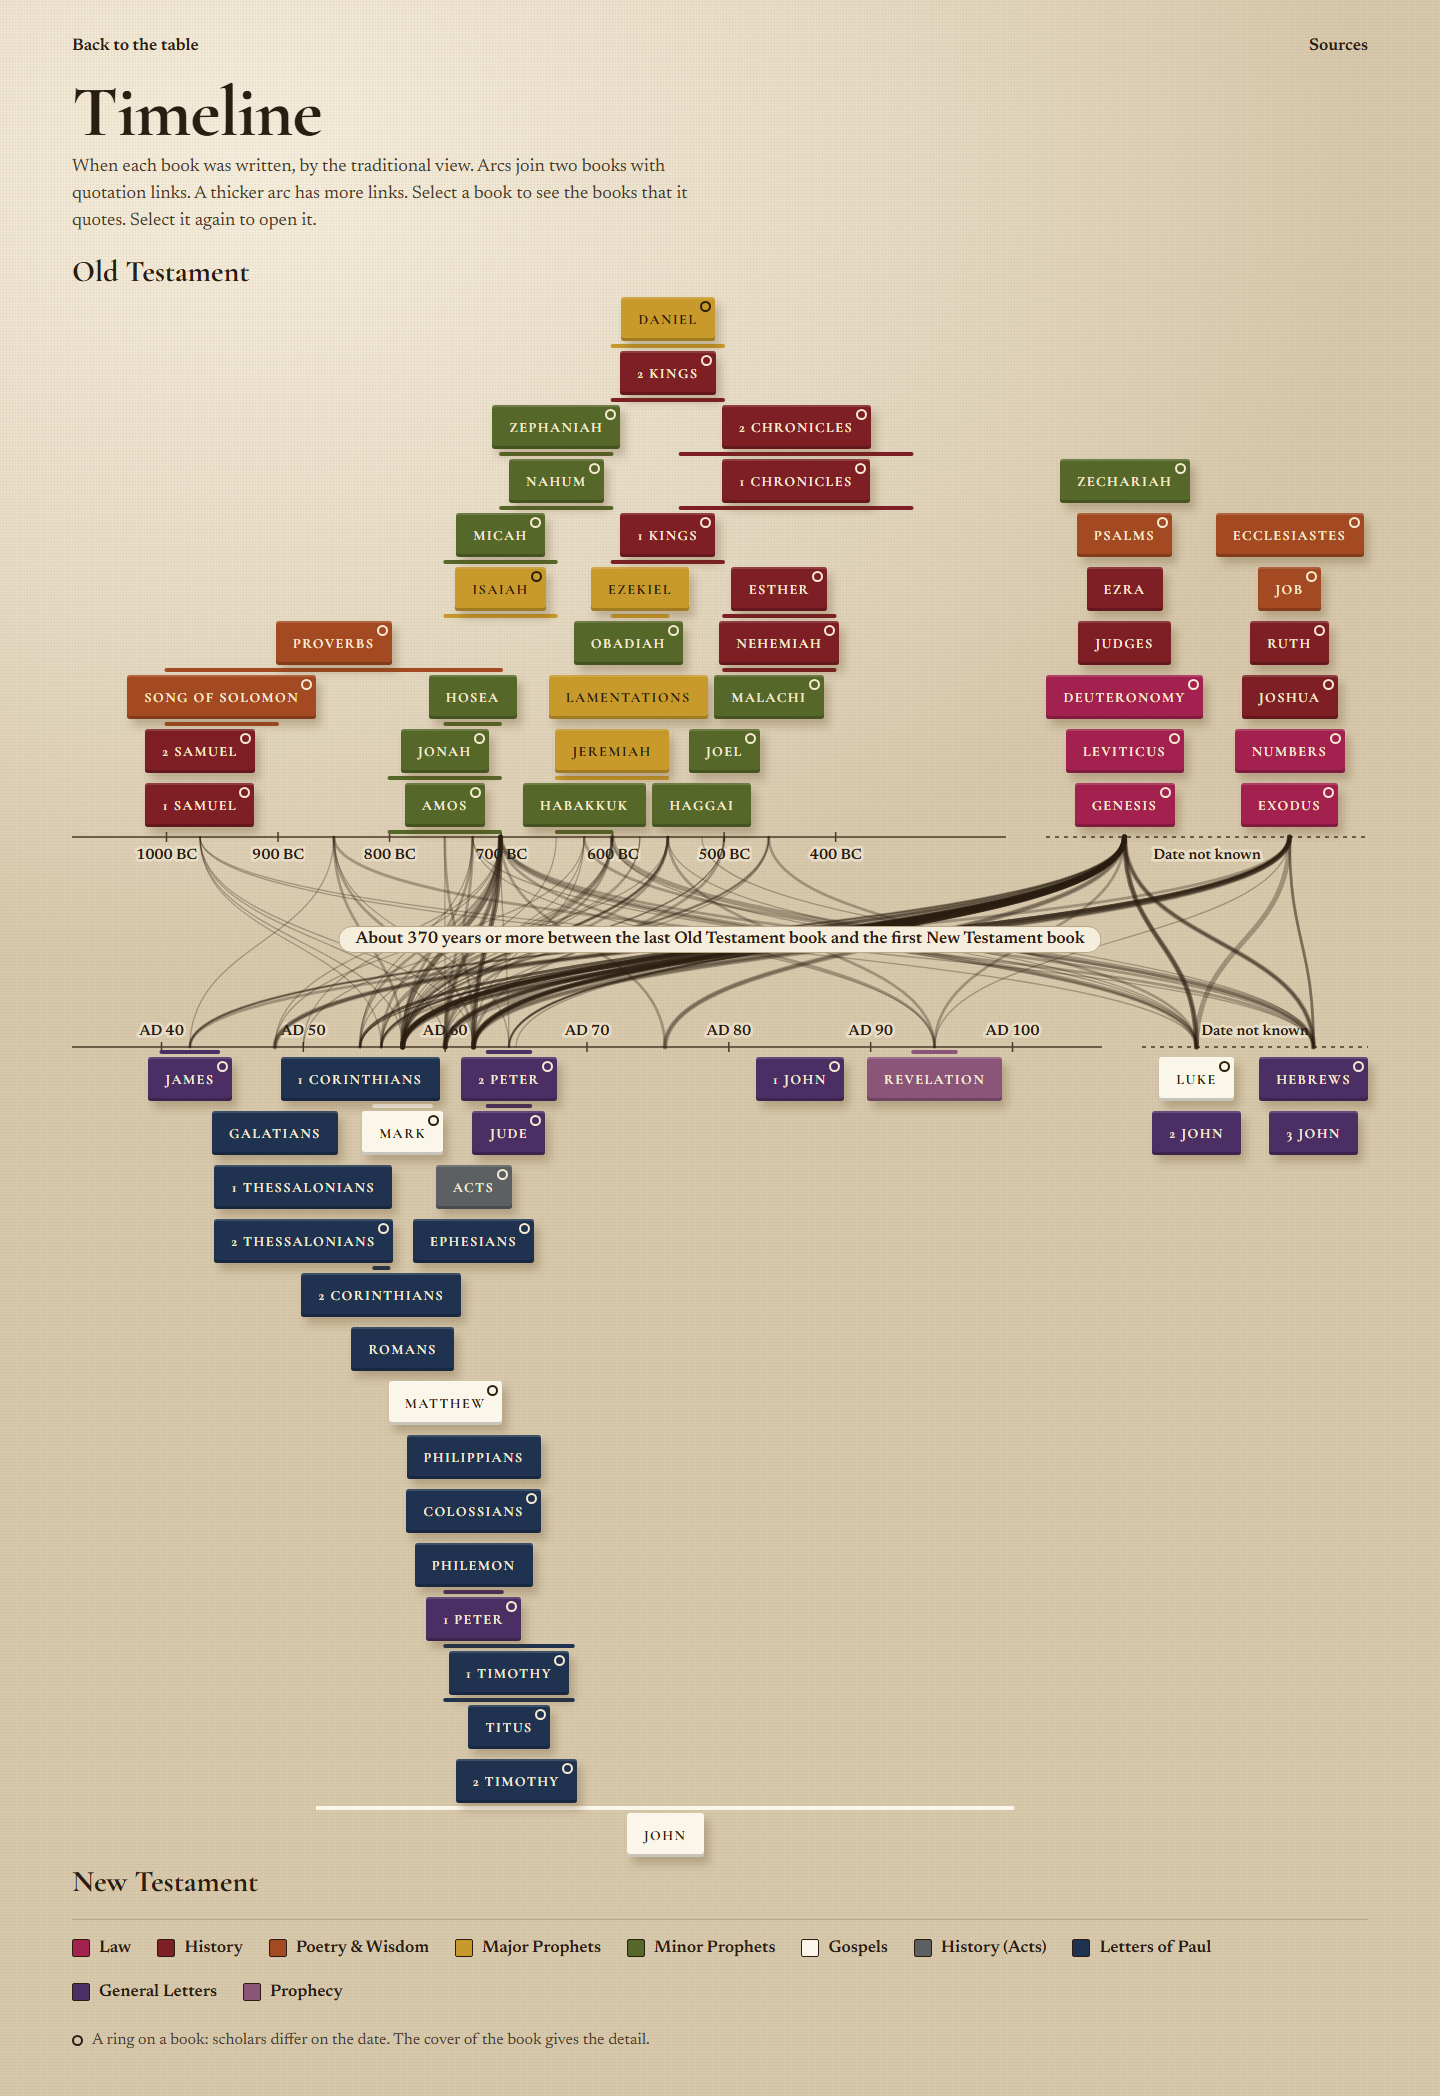 Back to the table
Sources
Timeline
When each book was written, by the traditional view. Arcs join two books with
quotation links. A thicker arc has more links. Select a book to see the books that it
quotes. Select it again to open it.
Old Testament
DANIEL
2 KINGS
ZEPHANIAH
2 CHRONICLES
NAHUM
1 CHRONICLES
ZECHARIAH
MICAH
1 KINGS
PSALMS
ECCLESIASTES
ISAIAH
EZEKIEL
ESTHER
EZRA
JOB
PROVERBS
OBADIAH
NEHEMIAH
JUDGES
RUTH
SONG OF SOLOMON
HOSEA
LAMENTATIONS
MALACHI
DEUTERONOMY
JOSHUA
2 SAMUEL
JONAH
JEREMIAH
JOEL
LEVITICUS
NUMBERS
1 SAMUEL
AMOS
HABAKKUK
HAGGAI
GENESIS
EXODUS
1000 BC
900 BC
800 BC
700 BC
600 BC
500 BC
400 BC
Date not known
About 370 years or more between the last Old Testament book and the first New Testament book
AD 40
AD 50
AD 60
AD 70
AD 80
AD 90
AD 100
Date not known
JAMES
1 CORINTHIANS
2 PETER
1 JOHN
REVELATION
LUKE
HEBREWS
GALATIANS
MARK
JUDE
2 JOHN
3 JOHN
1 THESSALONIANS
ACTS
2 THESSALONIANS
EPHESIANS
2 CORINTHIANS
ROMANS
MATTHEW
PHILIPPIANS
COLOSSIANS
PHILEMON
1 PETER
1 TIMOTHY
TITUS
2 TIMOTHY
JOHN
New Testament
Law
History
Poetry & Wisdom
Major Prophets
Minor Prophets
Gospels
History (Acts)
Letters of Paul
General Letters
Prophecy
A ring on a book: scholars differ on the date. The cover of the book gives the detail.